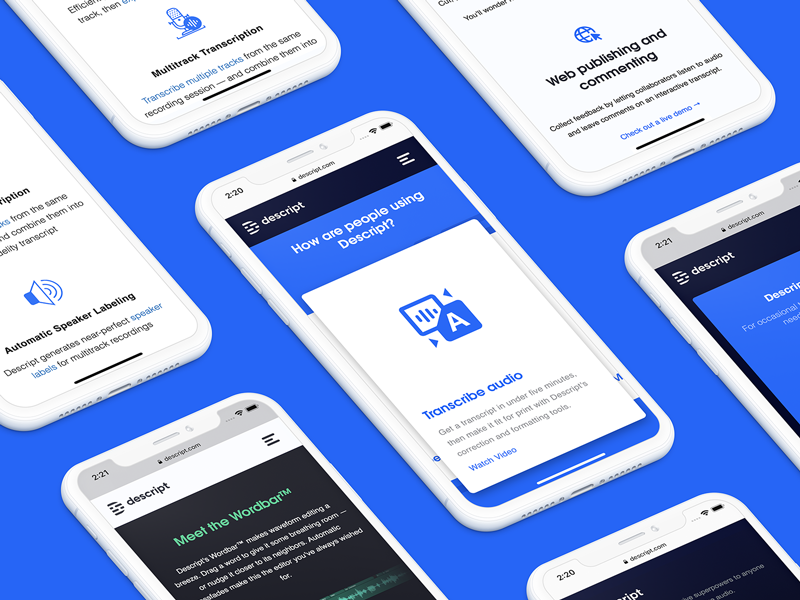 Efficient
track, then
Multitrack Transcription
Transcribe multiple tracks from the same
recording session — and combine them into
You'll wonder
Web publishing and
commenting
Collect feedback by letting collaborators listen to audio
and leave comments on an interactive transcript.
Check out a live demo →
from the same
and combine them into
transcript
Automatic Speaker Labeling
Descript generates near-perfect speaker
labels for multitrack recordings
2:20
descript.com
descript
How are people using
Descript?
A
Transcribe audio
Get a transcript in under five minutes,
then make it fit for print with Descript's
correction and formatting tools.
Watch Video
2:21
descript.com
descript
Descrip
For occasional
need
2:21
descript.com
descript
Meet the Wordbar™
Descript's Wordbar™ makes waveform editing a
breeze. Drag a word to give it some breathing room —
or nudge it closer to its neighbors. Automatic
make this the editor you've always wished
for.
2:20
descript.com
superpowers to anyone
audio.